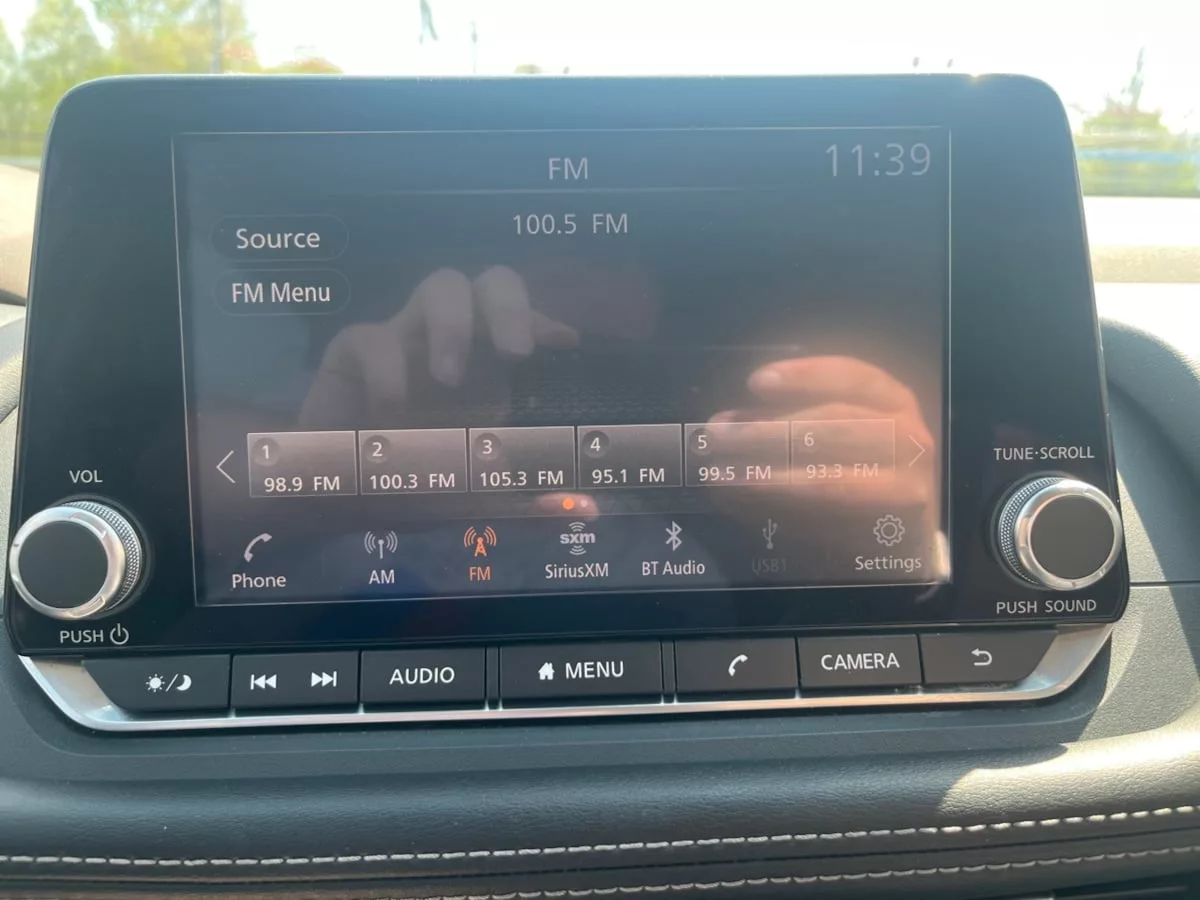 FM
11:39
100.5 FM
Source
FM Menu
1
98.9 FM
2
100.3 FM
3
105.3 FM
4
95.1 FM
5
99.5 FM
6
93.3 FM
VOL
PUSH
TUNE·SCROLL
PUSH SOUND
Phone
AM
FM
sxm
SiriusXM
BT Audio
USB1
Settings
AUDIO
MENU
CAMERA